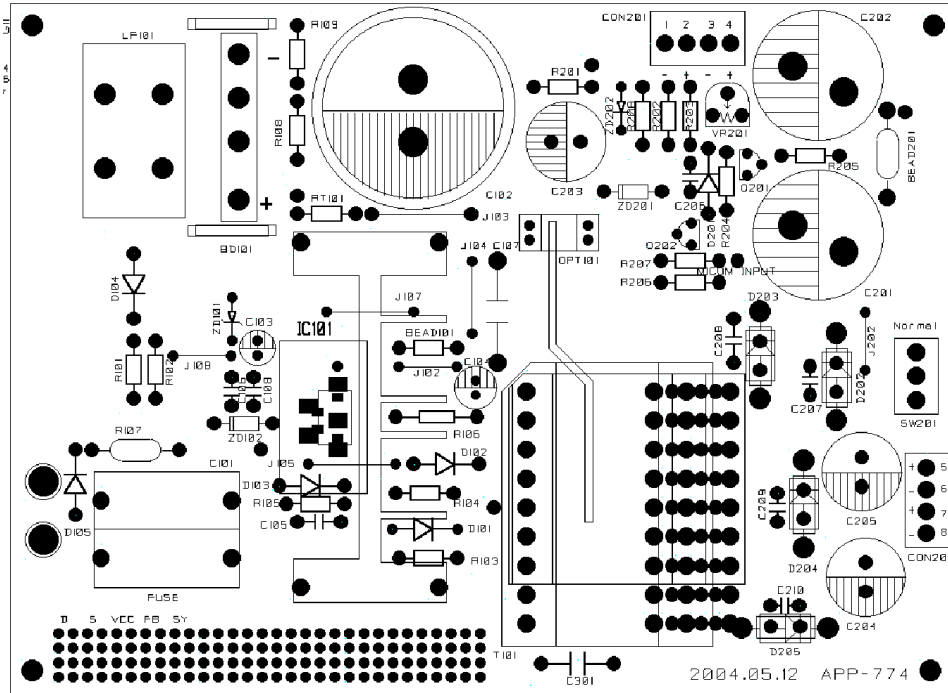 LF101
R109
CON201
1 2 3 4
C202
-
- + - +
R201
ZD202
R202
R203
VR201
R108
BEAD201
R205
C203
C206
Q201
RT101
+
C102
ZD201
D201
R204
J103
BD101
J104
C107
OPT101
Q202
R207
MICOM INPUT
R206
C201
D104
ZD101
C103
IC101
J107
D203
BEAD101
C208
J202
Normal
R101
R102
J108
J102
C104
C106
C108
C207
D202
SW201
ZD102
R106
R107
C101
J105
D102
+ 5
- 6
+ 7
- 8
D103
R105
R104
C209
C205
C105
D101
D105
R103
D204
CON20
FUSE
C210
C204
D S VCC FB SY
D205
T101
C301
2004.05.12 APP-774